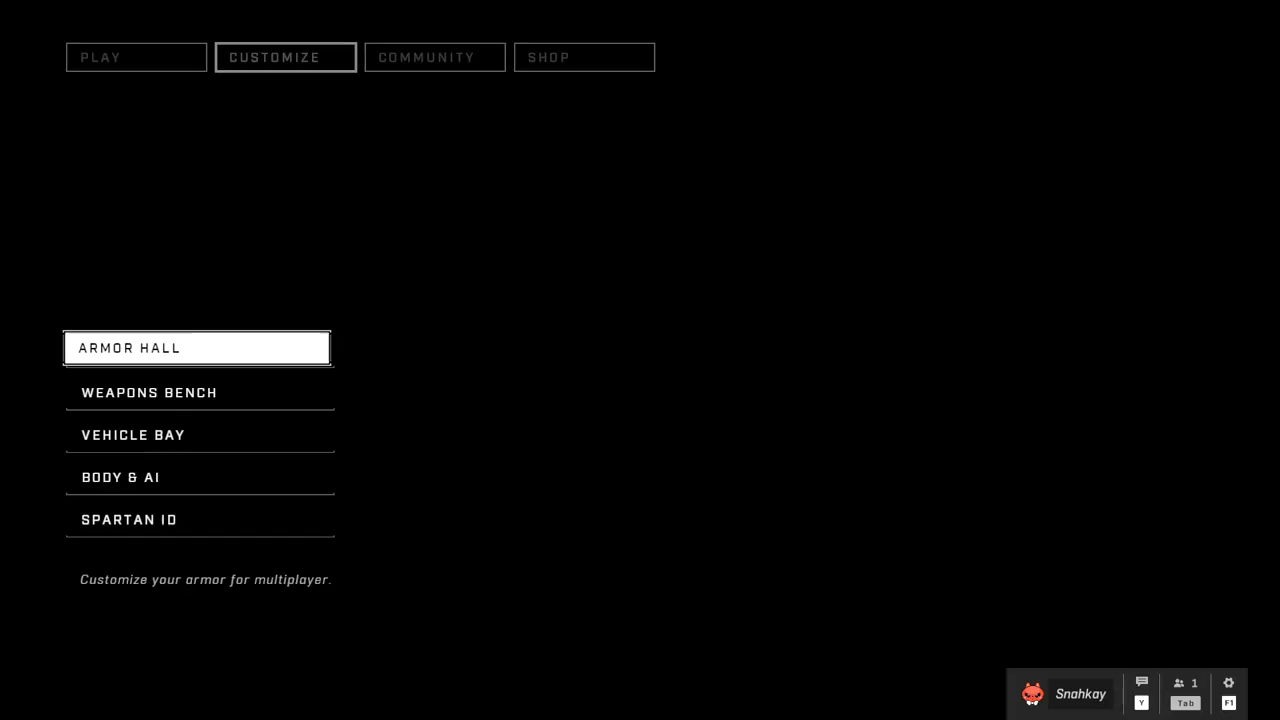 PLAY
CUSTOMIZE
COMMUNITY
SHOP
ARMOR HALL
WEAPONS BENCH
VEHICLE BAY
BODY & AI
SPARTAN ID
Customize your armor for multiplayer.
Snahkay
1
Y
Tab
F1